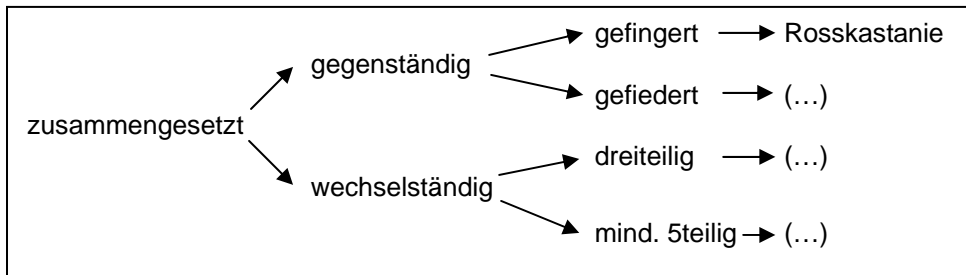 gefingert → Rosskastanie
gegenständig
gefiedert → (…)
zusammengesetzt
dreiteilig → (…)
wechselständig
mind. 5teilig → (…)